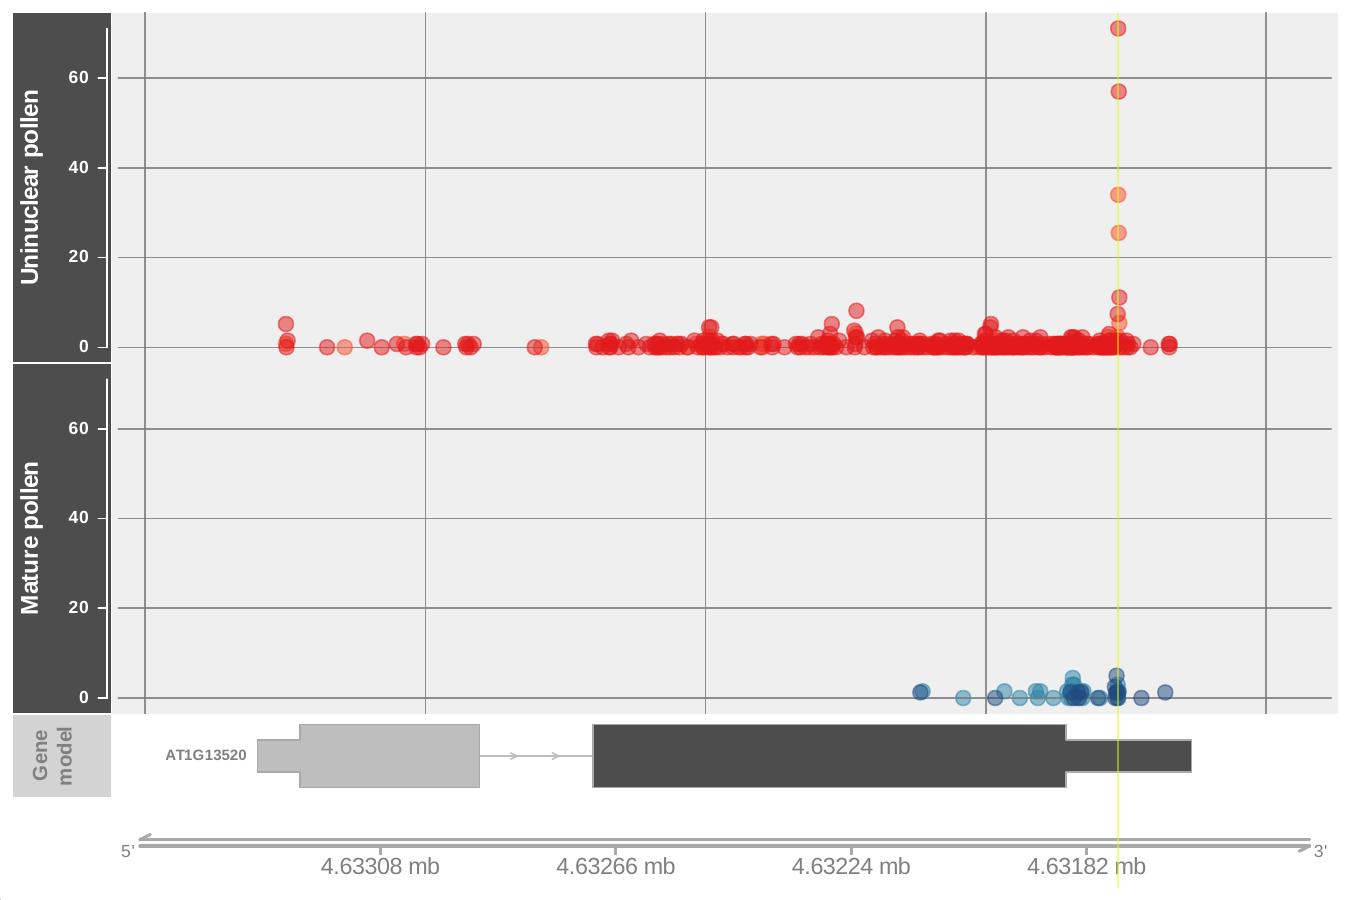 Uninuclear pollen
60
40
20
0
Mature pollen
60
40
20
0
Gene
model
AT1G13520
5'
3'
4.63308 mb
4.63266 mb
4.63224 mb
4.63182 mb